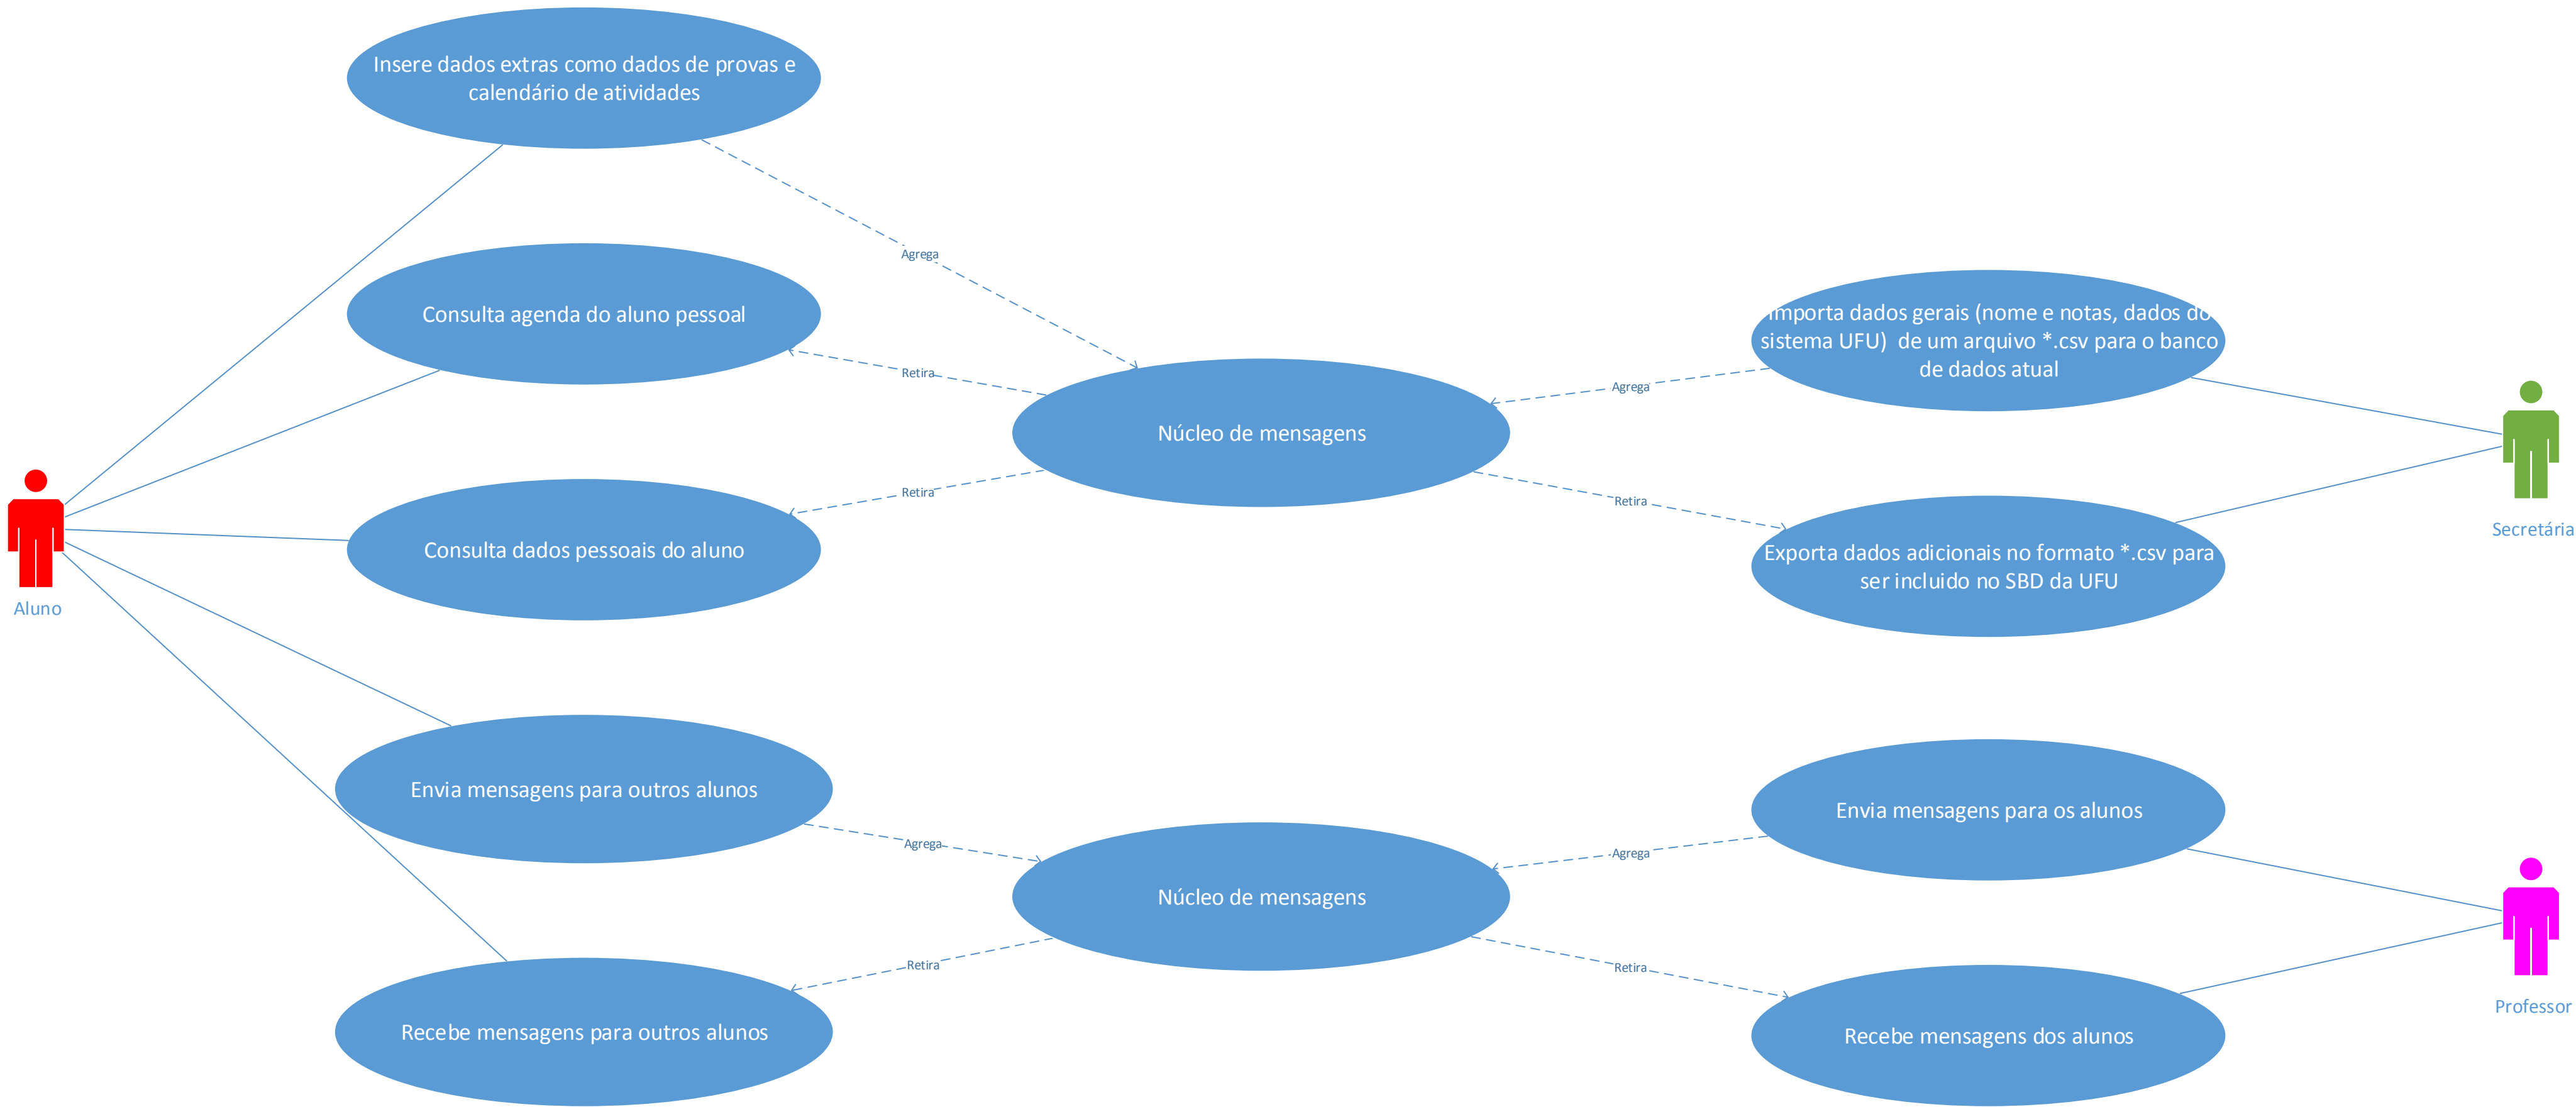 Insere dados extras como dados de provas e
calendário de atividades
Agrega
Consulta agenda do aluno pessoal
Retira
Núcleo de mensagens
Retira
Consulta dados pessoais do aluno
Aluno
Agrega
Importa dados gerais (nome e notas, dados do
sistema UFU)  de um arquivo *.csv para o banco
de dados atual
Retira
Exporta dados adicionais no formato *.csv para
ser incluido no SBD da UFU
Secretária
Envia mensagens para outros alunos
Agrega
Núcleo de mensagens
Retira
Recebe mensagens para outros alunos
Agrega
Envia mensagens para os alunos
Retira
Recebe mensagens dos alunos
Professor